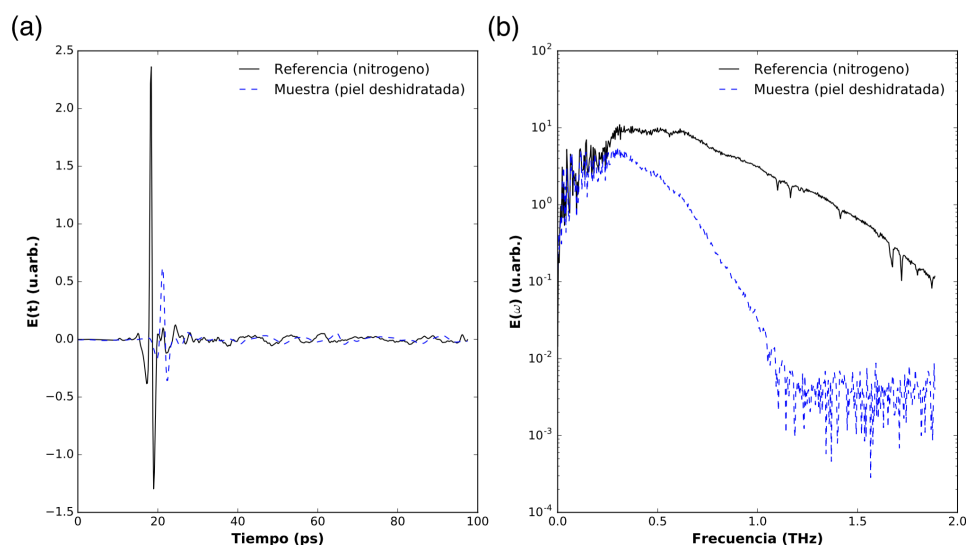 (a)
2.5
2.0
1.5
1.0
0.5
0.0
−0.5
−1.0
−1.5
0
20
40
60
80
100
E(t) (u.arb.)
Tiempo (ps)
Referencia (nitrogeno)
Muestra (piel deshidratada)
(b)
10^2
10^1
10^0
10^-1
10^-2
10^-3
10^-4
0.0
0.5
1.0
1.5
2.0
E(ω) (u.arb.)
Frecuencia (THz)
Referencia (nitrogeno)
Muestra (piel deshidratada)